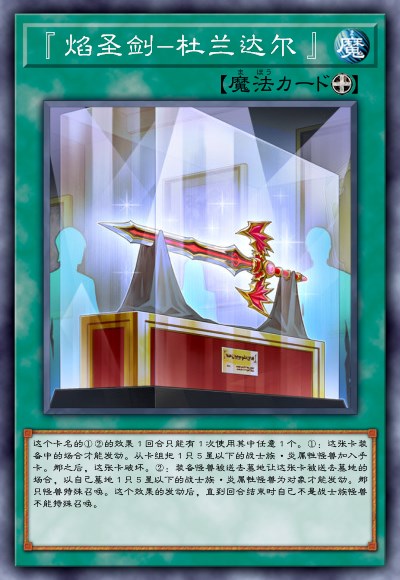 『焰圣剑-杜兰达尔』
魔
【魔法カード】
ま ほう
这个卡名的①②的效果1回合只能有1次使用其中任意1个。①：这张卡装
备中的场合才能发动。从卡组把1只5星以下的战士族·炎属性怪兽加入手
卡。那之后，这张卡破坏。②：装备怪兽被送去墓地让这张卡被送去墓地的
场合，以自己墓地1只5星以下的战士族·炎属性怪兽为对象才能发动。那
只怪兽特殊召唤。这个效果的发动后，直到回合结束时自己不是战士族怪兽
不能特殊召唤。